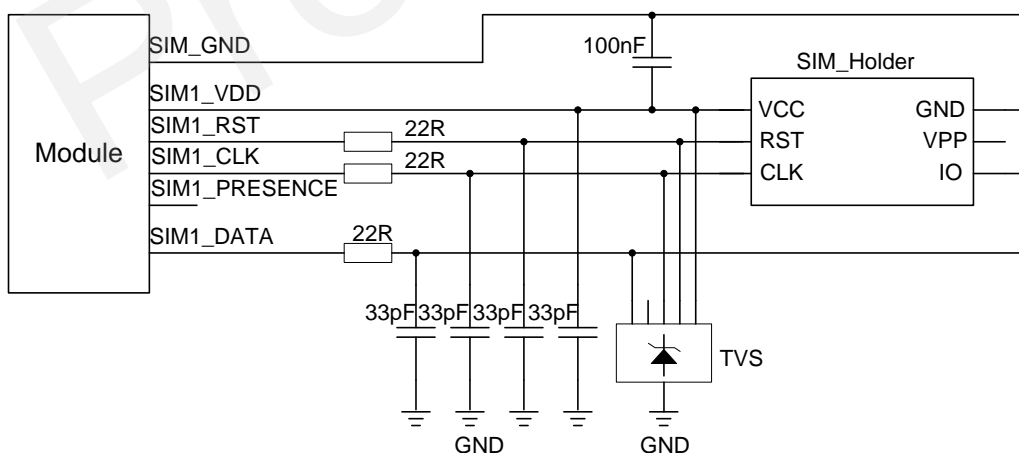 SIM_GND
100nF
SIM_Holder
SIM1_VDD
VCC
GND
SIM1_RST
22R
RST
VPP
Module
SIM1_CLK
22R
CLK
IO
SIM1_PRESENCE
SIM1_DATA
22R
33pF 33pF 33pF 33pF
TVS
GND
GND